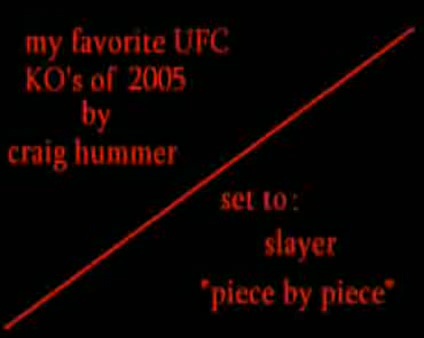 my favorite UFC
KO's of 2005
by
craig hummer
set to:
slayer
"piece by piece"